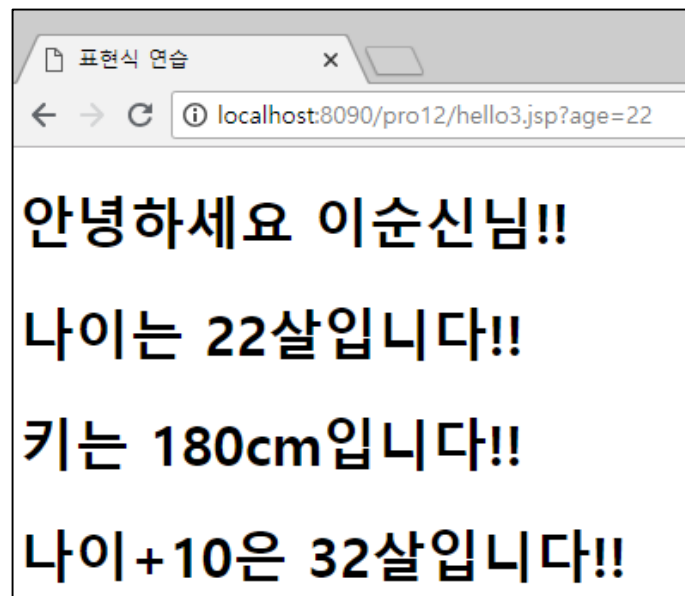 표현식 연습
localhost:8090/pro12/hello3.jsp?age=22
안녕하세요 이순신님!!
나이는 22살입니다!!
키는 180cm입니다!!
나이+10은 32살입니다!!